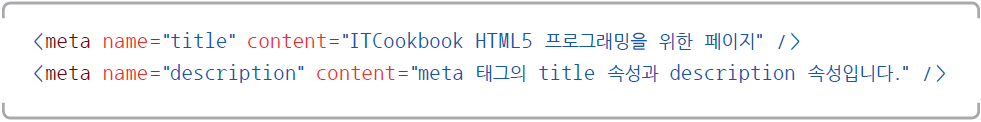 <meta name="title" content="ITCookbook HTML5 프로그래밍을 위한 페이지" />
<meta name="description" content="meta 태그의 title 속성과 description 속성입니다." />